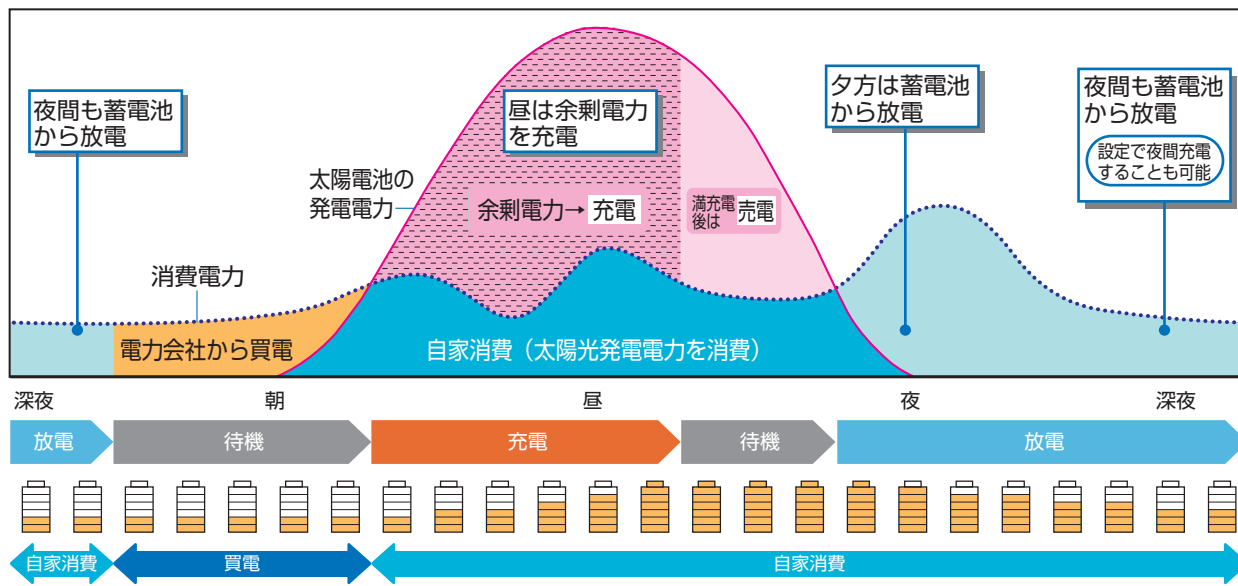 夜間も蓄電池
から放電
太陽電池の
発電電力
消費電力
昼は余剰電力
を充電
余剰電力→ 充電
満充電
後は 売電
夕方は蓄電池
から放電
夜間も蓄電池
から放電
設定で夜間充電
することも可能
電力会社から買電
自家消費（太陽光発電電力を消費）
深夜 朝 昼 夜 深夜
放電 待機 充電 待機 放電
自家消費 買電 自家消費